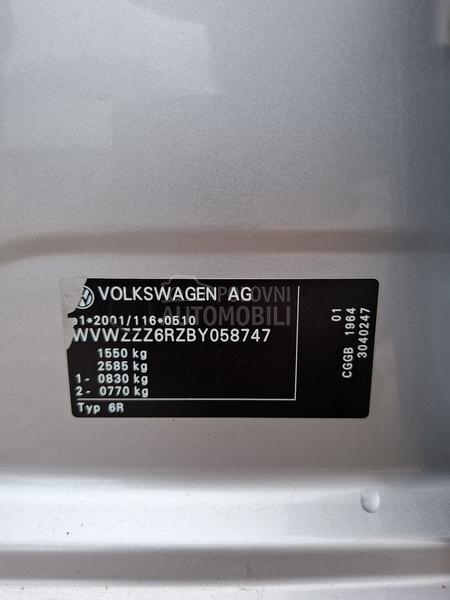 VOLKSWAGEN AG
POLOVNI
AUTOMOBILI
e1*2001/116*0510
WVWZZZ6RZBY058747
1550 kg
2585 kg
1- 0830 kg
2- 0770 kg
Typ 6R
01
CGGB 1964
3040247